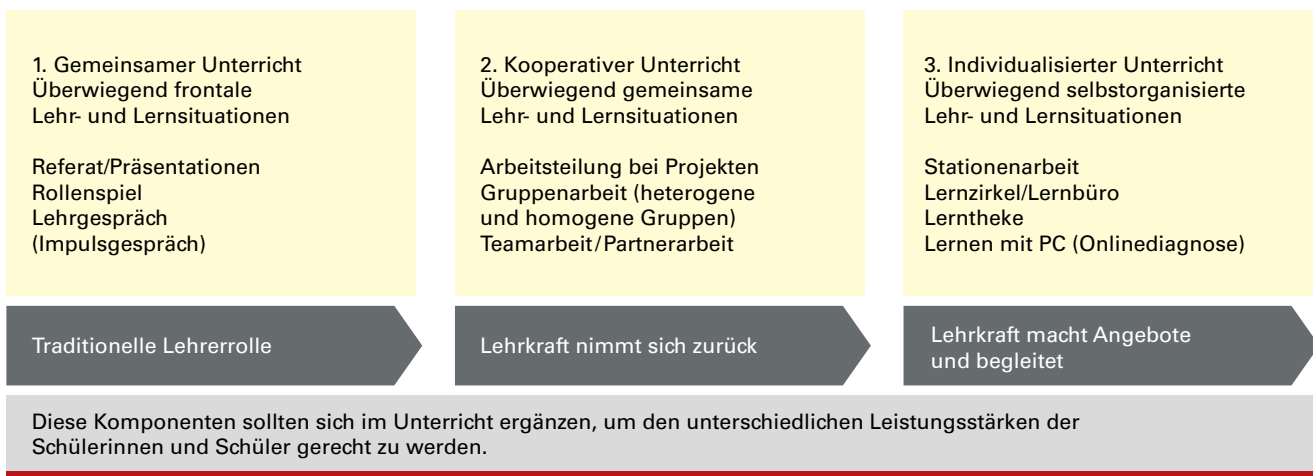 1. Gemeinsamer Unterricht
Überwiegend frontale
Lehr- und Lernsituationen
Referat/Präsentationen
Rollenspiel
Lehrgespräch
(Impulsgespräch)
Traditionelle Lehrerrolle
2. Kooperativer Unterricht
Überwiegend gemeinsame
Lehr- und Lernsituationen
Arbeitsteilung bei Projekten
Gruppenarbeit (heterogene
und homogene Gruppen)
Teamarbeit/Partnerarbeit
Lehrkraft nimmt sich zurück
3. Individualisierter Unterricht
Überwiegend selbstorganisierte
Lehr- und Lernsituationen
Stationenarbeit
Lernzirkel/Lernbüro
Lerntheke
Lernen mit PC (Onlinediagnose)
Lehrkraft macht Angebote
und begleitet
Diese Komponenten sollten sich im Unterricht ergänzen, um den unterschiedlichen Leistungsstärken der
Schülerinnen und Schüler gerecht zu werden.